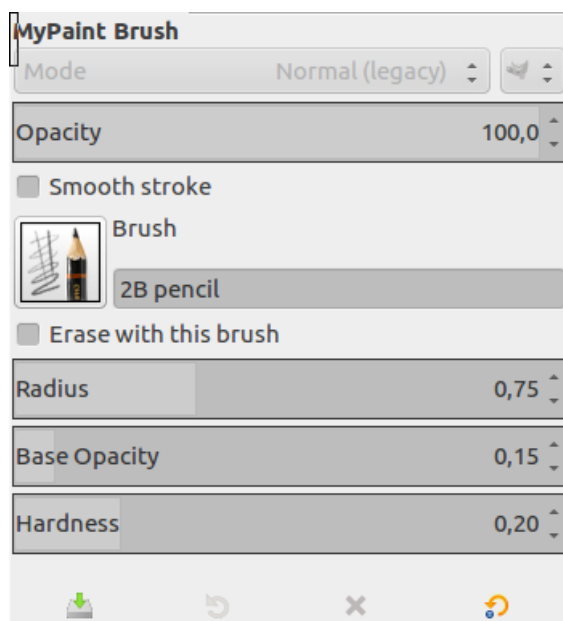 MyPaint Brush
Mode Normal (legacy)
Opacity 100,0
Smooth stroke
Brush
2B pencil
Erase with this brush
Radius 0,75
Base Opacity 0,15
Hardness 0,20